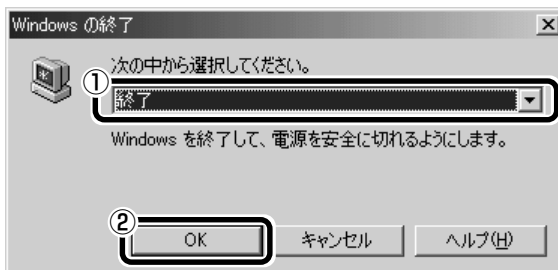 Windows の終了
次の中から選択してください。
①
終了
Windows を終了して、電源を安全に切れるようにします。
②
OK
キャンセル
ヘルプ(H)